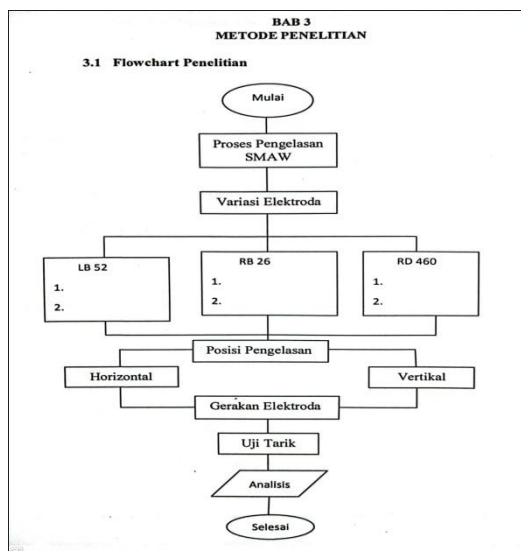 BAB 3
METODE PENELITIAN
3.1 Flowchart Penelitian
Mulai
Proses Pengelasan
SMAW
Variasi Elektroda
LB 52
1.
2.
RB 26
1.
2.
RD 460
1.
2.
Posisi Pengelasan
Horizontal
Vertikal
Gerakan Elektroda
Uji Tarik
Analisis
Selesai